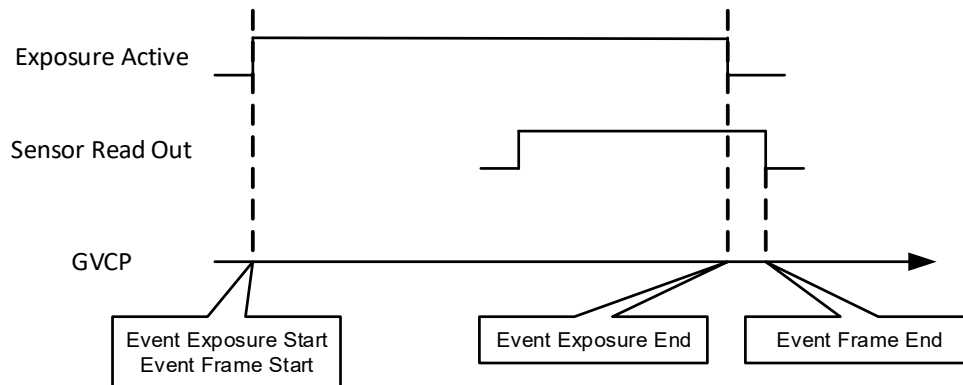 Exposure Active
Sensor Read Out
GVCP
Event Exposure Start
Event Frame Start
Event Exposure End
Event Frame End